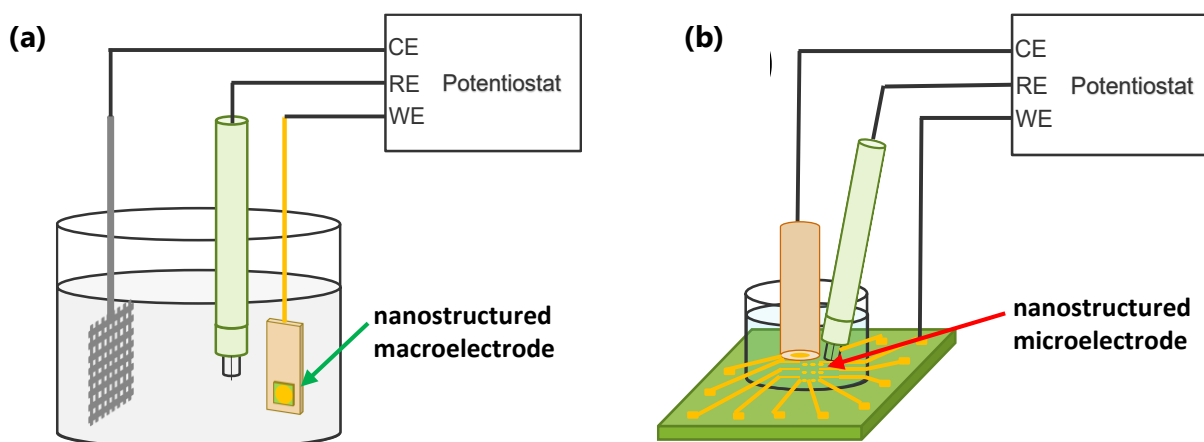 (a)
CE
RE
Potentiostat
WE
nanostructured
macroelectrode
(b)
)
CE
RE
Potentiostat
WE
nanostructured
microelectrode